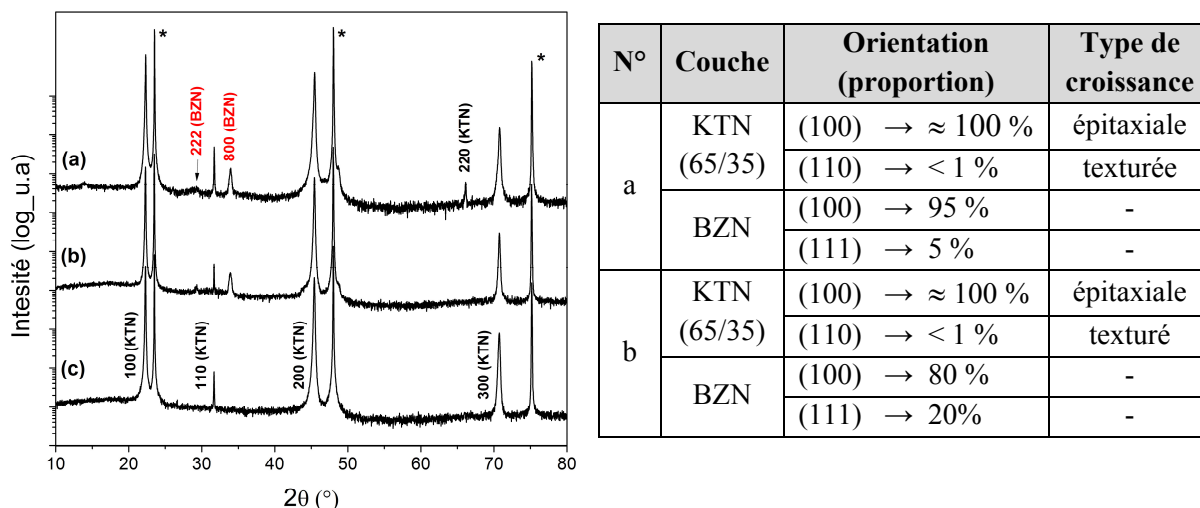 *
*
*
222 (BZN)
800 (BZN)
220 (KTN)
(a)
(b)
(c)
100 (KTN)
110 (KTN)
200 (KTN)
300 (KTN)
Intesité (log_u.a)
10 20 30 40 50 60 70 80
2θ (°)
N° Couche Orientation (proportion) Type de croissance
a KTN (65/35) (100) → ≈ 100 % épitaxiale
(110) → < 1 % texturée
BZN (100) → 95 % -
(111) → 5 % -
b KTN (65/35) (100) → ≈ 100 % épitaxiale
(110) → < 1 % texturé
BZN (100) → 80 % -
(111) → 20% -